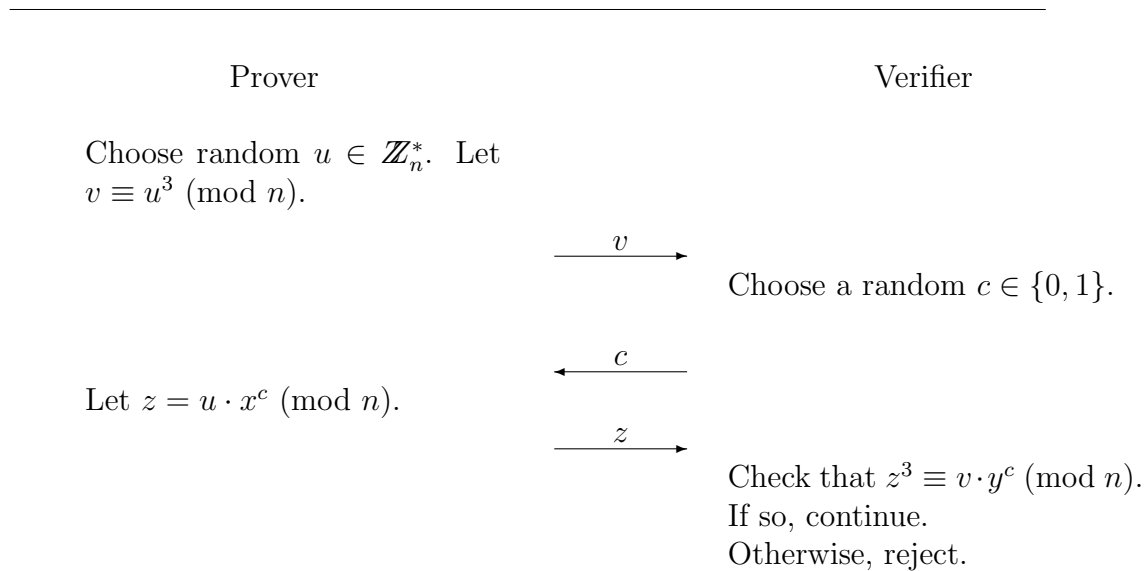 Prover Verifier
Choose random u ∈ ℤ*ₙ. Let
v ≡ u³ (mod n).
v
Choose a random c ∈ {0, 1}.
c
Let z = u · xᶜ (mod n).
z
Check that z³ ≡ v · yᶜ (mod n).
If so, continue.
Otherwise, reject.